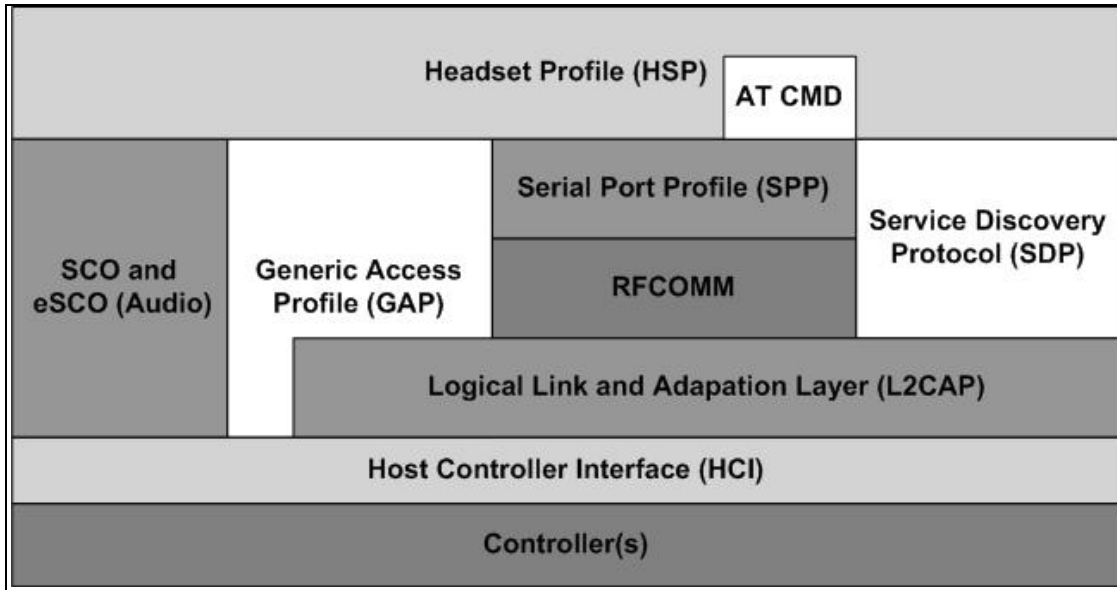 Headset Profile (HSP)
AT CMD
Serial Port Profile (SPP)
Service Discovery
Protocol (SDP)
SCO and
eSCO (Audio)
Generic Access
Profile (GAP)
RFCOMM
Logical Link and Adapation Layer (L2CAP)
Host Controller Interface (HCI)
Controller(s)